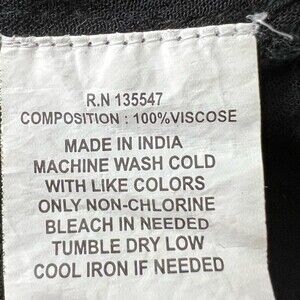 R.N 135547
COMPOSITION : 100%VISCOSE
MADE IN INDIA
MACHINE WASH COLD
WITH LIKE COLORS
ONLY NON-CHLORINE
BLEACH IN NEEDED
TUMBLE DRY LOW
COOL IRON IF NEEDED